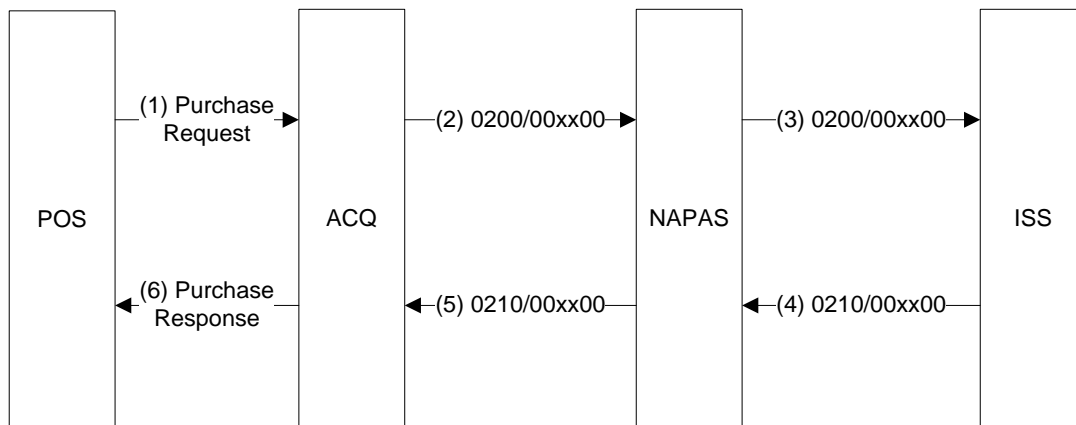 (1) Purchase
Request
(2) 0200/00xx00
(3) 0200/00xx00
POS
ACQ
NAPAS
ISS
(6) Purchase
Response
(5) 0210/00xx00
(4) 0210/00xx00